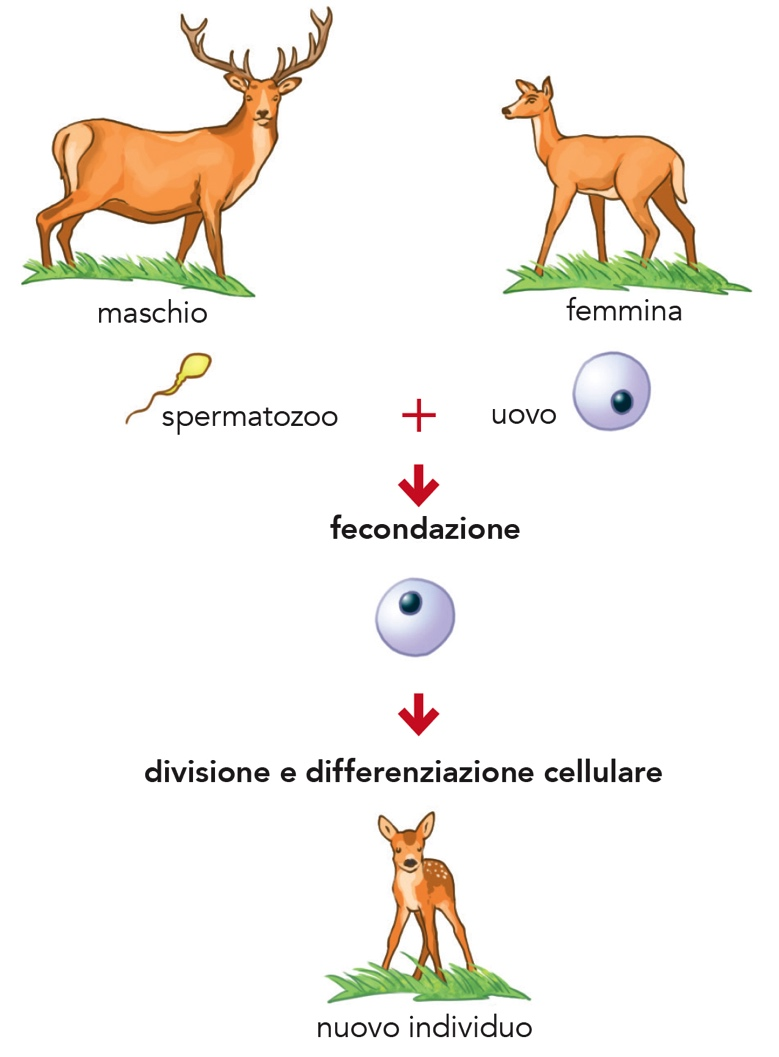 maschio
femmina
spermatozoo + uovo
fecondazione
divisione e differenziazione cellulare
nuovo individuo